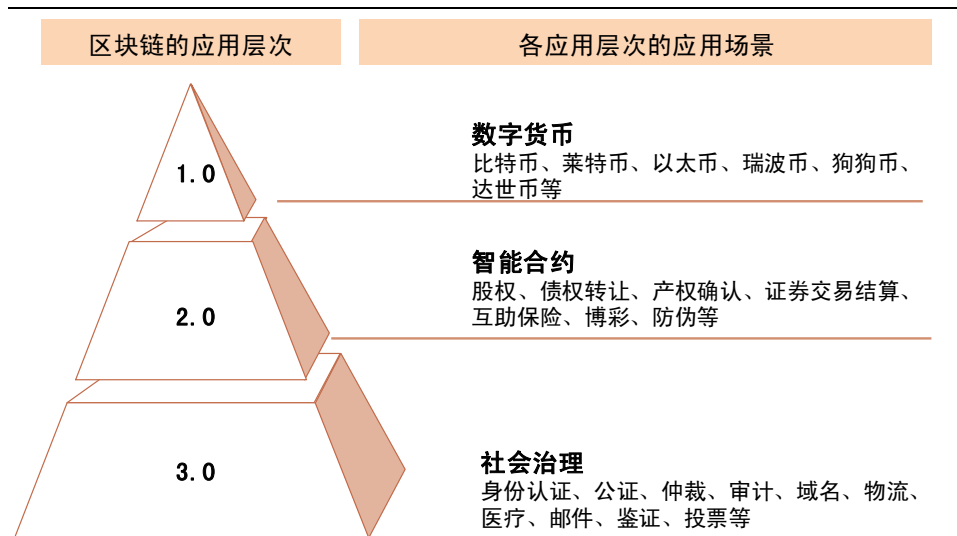 区块链的应用层次
各应用层次的应用场景
1.0
数字货币
比特币、莱特币、以太币、瑞波币、狗狗币、
达世币等
2.0
智能合约
股权、债权转让、产权确认、证券交易结算、
互助保险、博彩、防伪等
3.0
社会治理
身份认证、公证、仲裁、审计、域名、物流、
医疗、邮件、鉴证、投票等